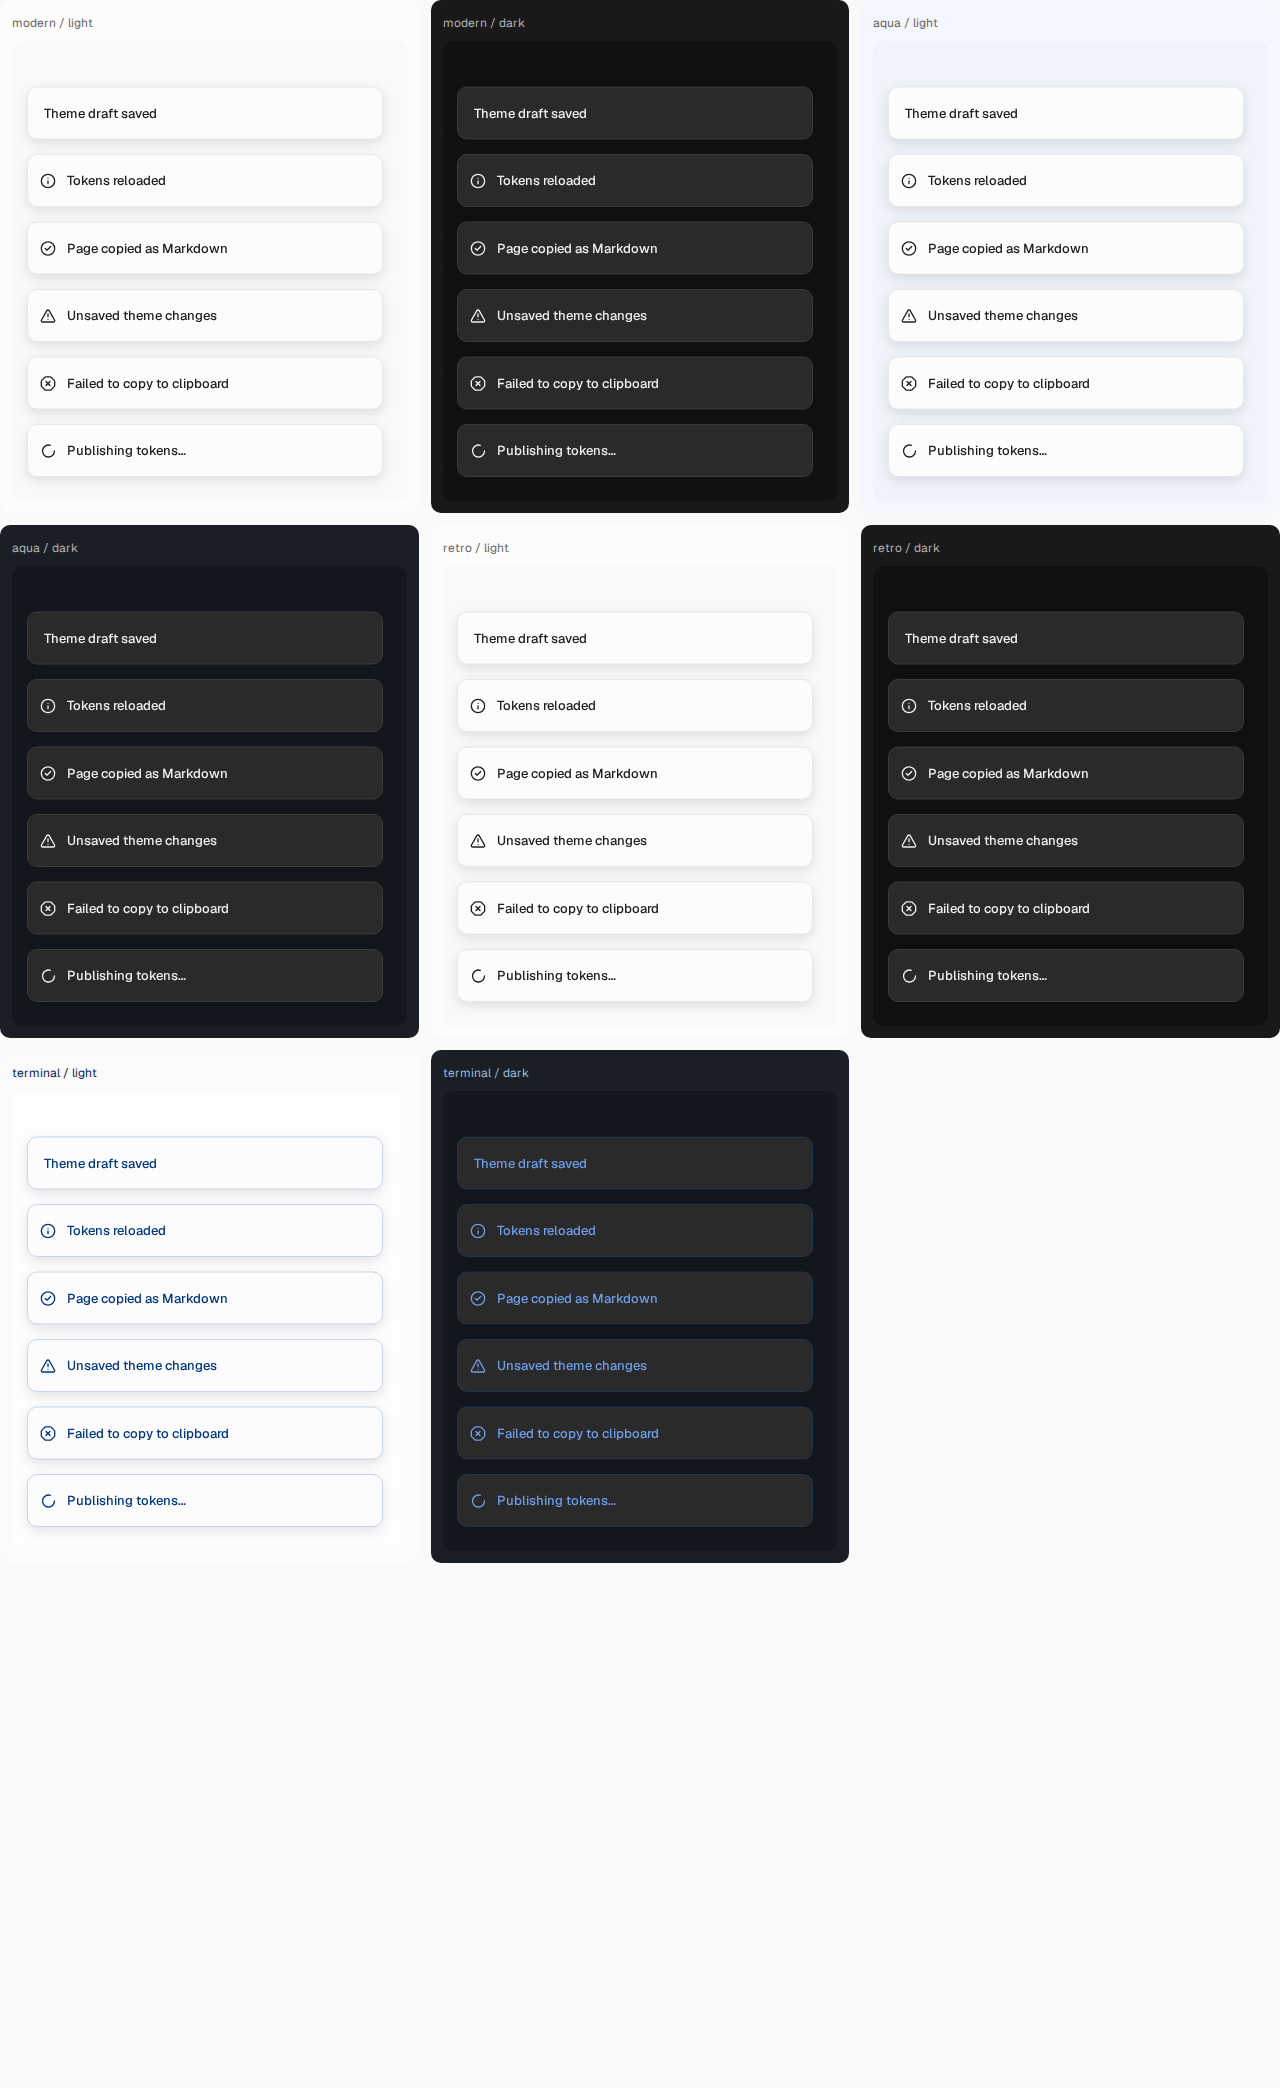 modern / light
Theme draft saved
Tokens reloaded
Page copied as Markdown
Unsaved theme changes
Failed to copy to clipboard
Publishing tokens...
modern / dark
Theme draft saved
Tokens reloaded
Page copied as Markdown
Unsaved theme changes
Failed to copy to clipboard
Publishing tokens...
aqua / light
Theme draft saved
Tokens reloaded
Page copied as Markdown
Unsaved theme changes
Failed to copy to clipboard
Publishing tokens...
aqua / dark
Theme draft saved
Tokens reloaded
Page copied as Markdown
Unsaved theme changes
Failed to copy to clipboard
Publishing tokens...
retro / light
Theme draft saved
Tokens reloaded
Page copied as Markdown
Unsaved theme changes
Failed to copy to clipboard
Publishing tokens...
retro / dark
Theme draft saved
Tokens reloaded
Page copied as Markdown
Unsaved theme changes
Failed to copy to clipboard
Publishing tokens...
terminal / light
Theme draft saved
Tokens reloaded
Page copied as Markdown
Unsaved theme changes
Failed to copy to clipboard
Publishing tokens...
terminal / dark
Theme draft saved
Tokens reloaded
Page copied as Markdown
Unsaved theme changes
Failed to copy to clipboard
Publishing tokens...